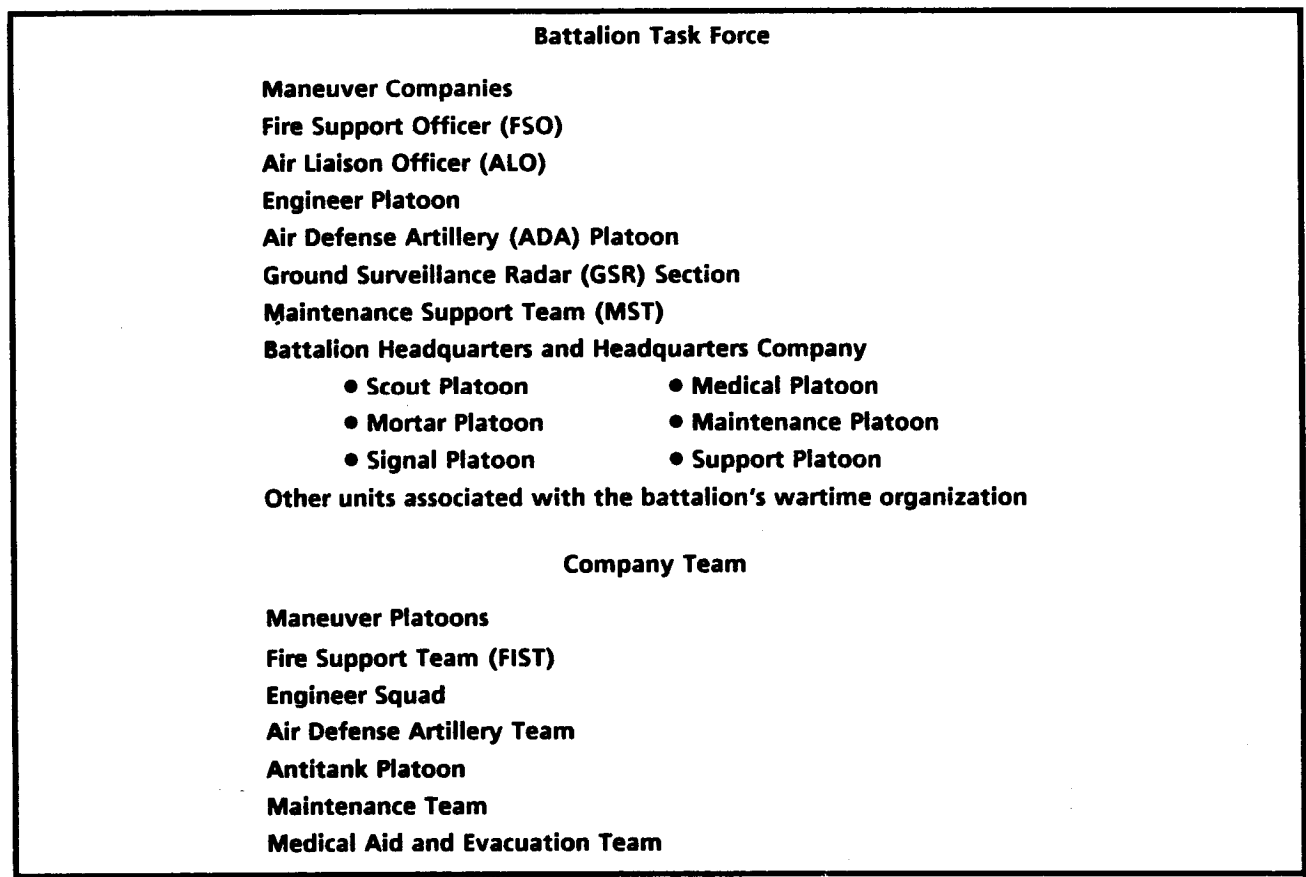 Battalion Task Force
Maneuver Companies
Fire Support Officer (FSO)
Air Liaison Officer (ALO)
Engineer Platoon
Air Defense Artillery (ADA) Platoon
Ground Surveillance Radar (GSR) Section
Maintenance Support Team (MST)
Battalion Headquarters and Headquarters Company
● Scout Platoon ● Medical Platoon
● Mortar Platoon ● Maintenance Platoon
● Signal Platoon ● Support Platoon
Other units associated with the battalion's wartime organization
Company Team
Maneuver Platoons
Fire Support Team (FIST)
Engineer Squad
Air Defense Artillery Team
Antitank Platoon
Maintenance Team
Medical Aid and Evacuation Team